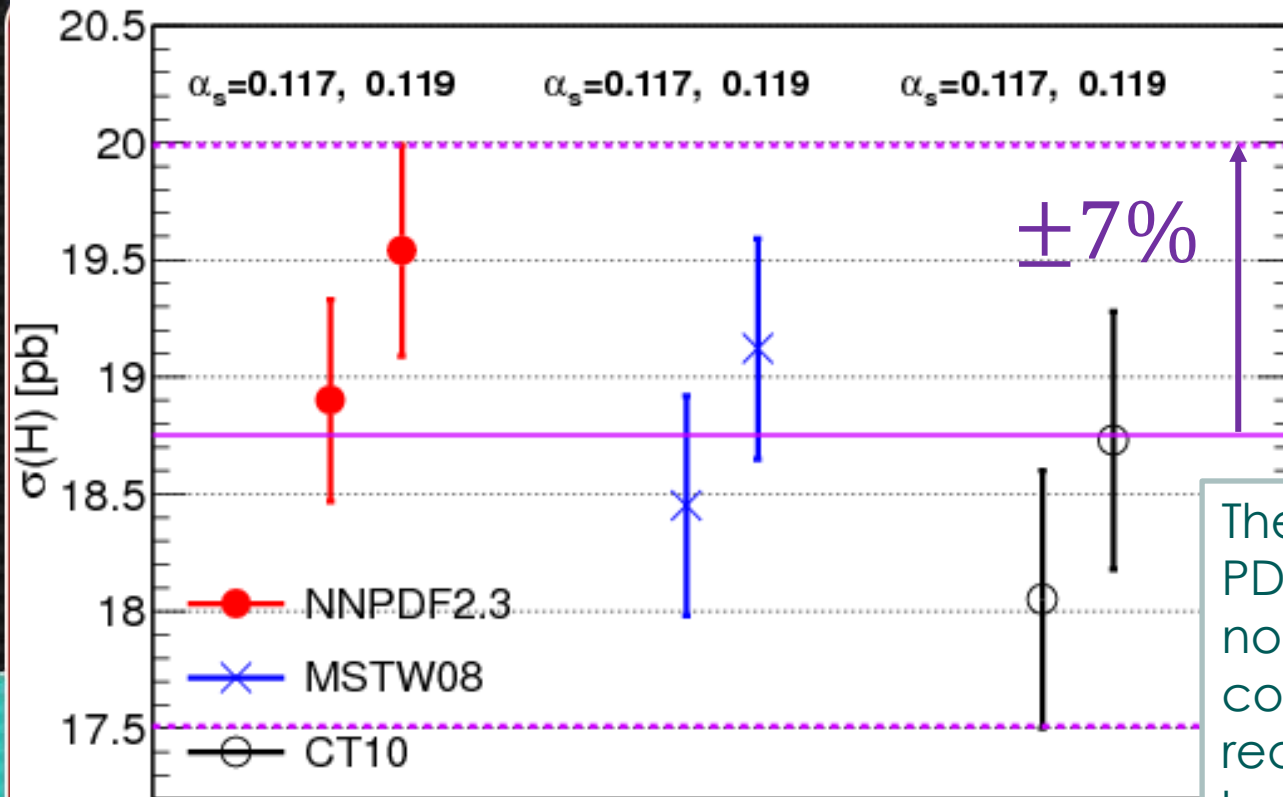 20.5
αs=0.117, 0.119 αs=0.117, 0.119 αs=0.117, 0.119
20
±7%
19.5
19
σ(H) [pb]
18.5
18
17.5
NNPDF2.3
MSTW08
CT10
The
PD
no
co